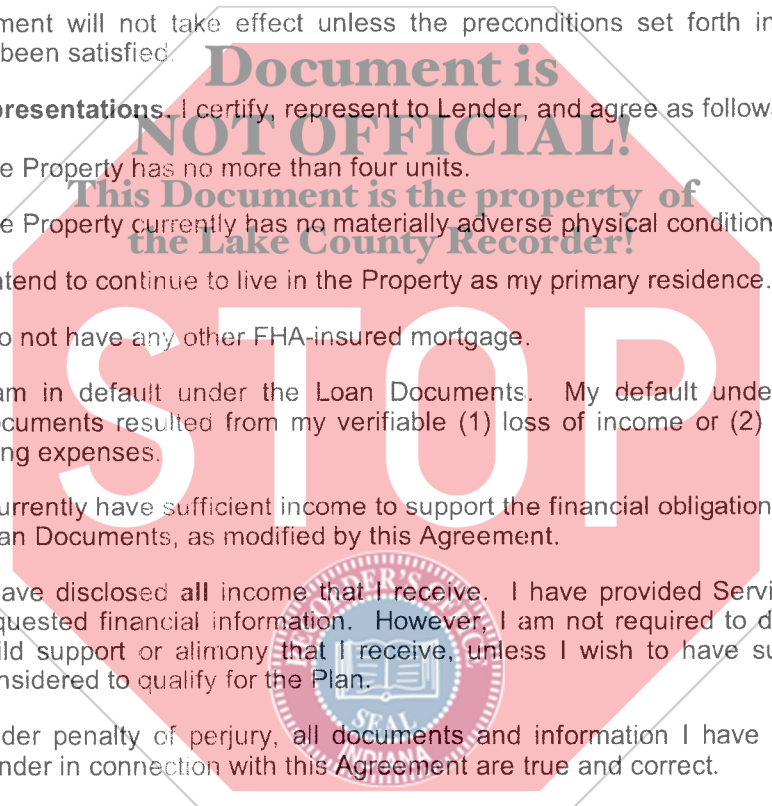 ment will not take effect unless the preconditions set forth in
been satisfied.
Document is
presentations. I certify, represent to Lender, and agree as follows
NOT OFFICIAL!
e Property has no more than four units.
This Document is the property of
e Property currently has no materially adverse physical condition
the Lake County Recorder!
ntend to continue to live in the Property as my primary residence.
o not have any other FHA-insured mortgage.
STOP
am in default under the Loan Documents. My default unde
cuments resulted from my verifiable (1) loss of income or (2)
ng expenses.
urrently have sufficient income to support the financial obligation
an Documents, as modified by this Agreement.
ave disclosed all income that I receive. I have provided Servi
quested financial information. However, I am not required to d
ild support or alimony that I receive, unless I wish to have su
nsidered to qualify for the Plan.
RECORDER'S OFFICE
SEAL
INDIANA
der penalty of perjury, all documents and information I have
nder in connection with this Agreement are true and correct.